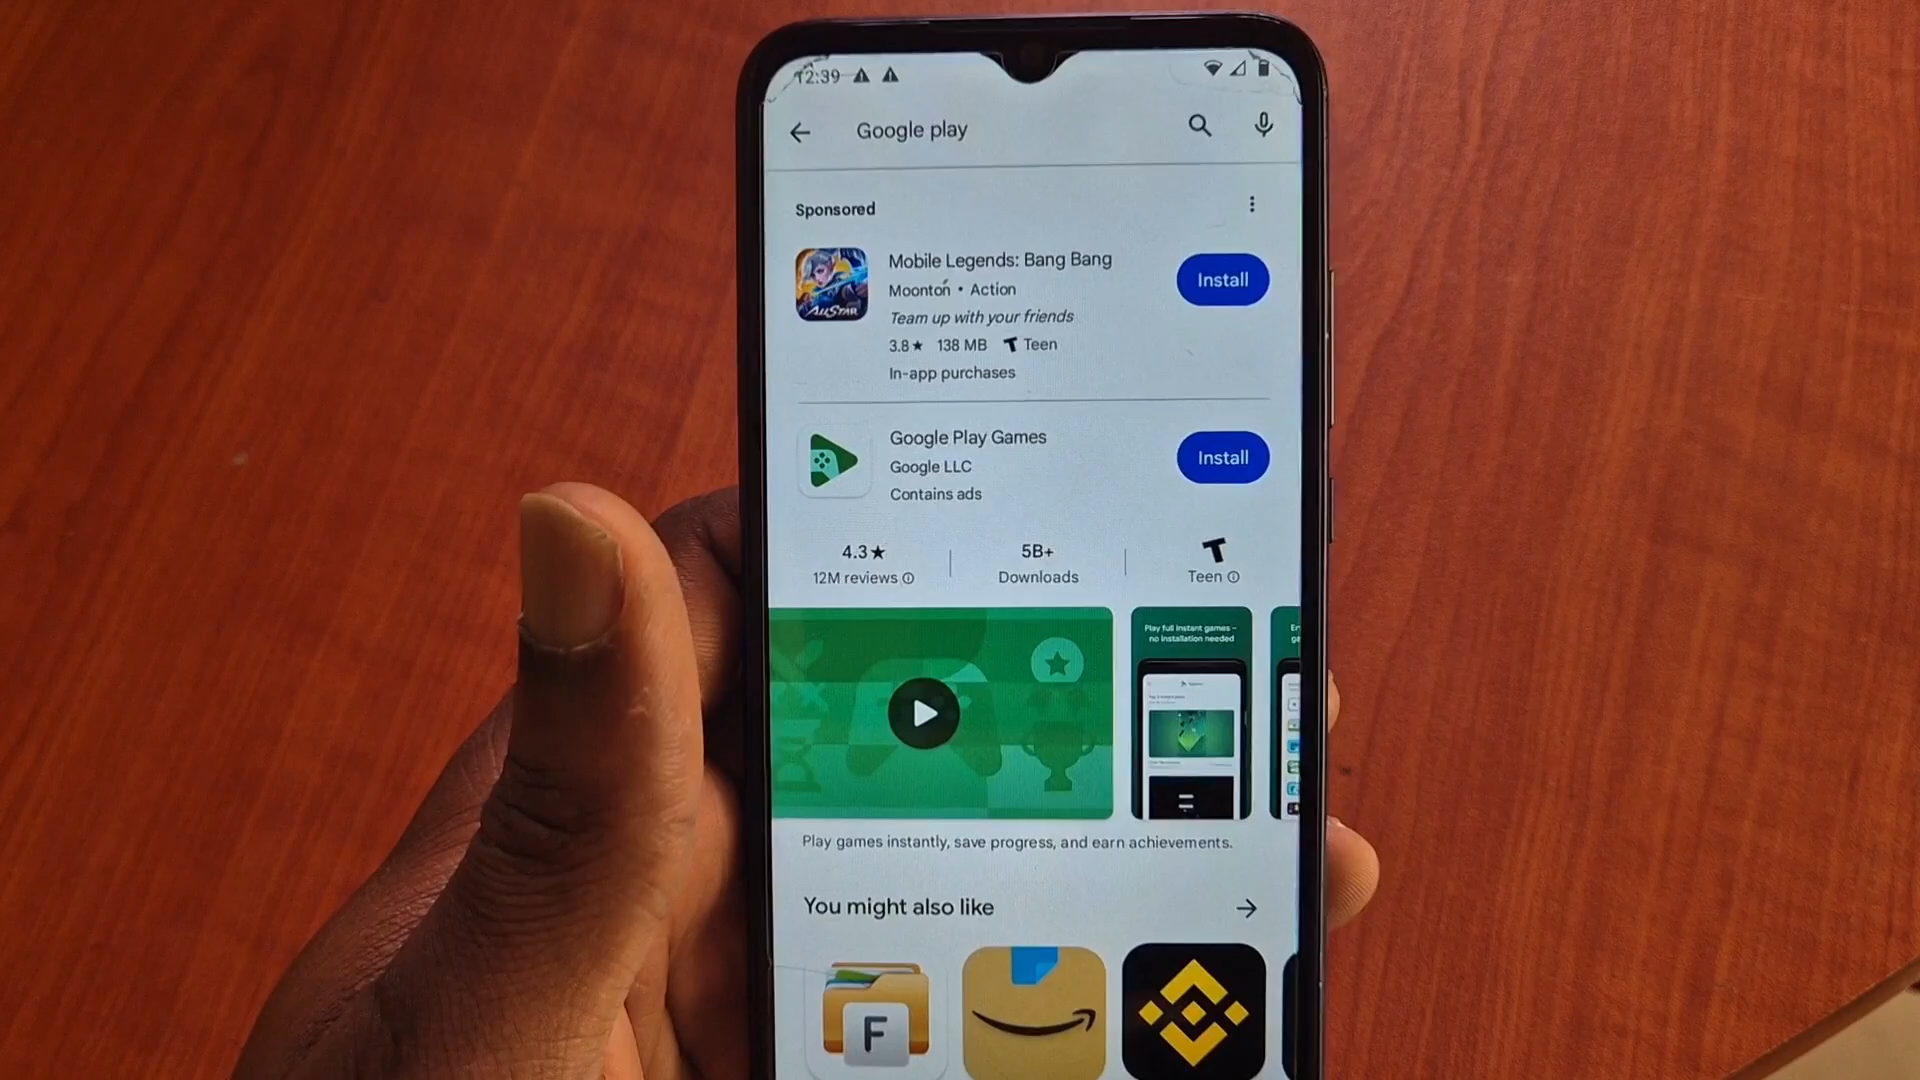 12:39
Google play
Sponsored
Mobile Legends: Bang Bang
Install
Moonton • Action
Team up with your friends
3.8★ 138 MB Teen
In-app purchases
ALLSTAR
Google Play Games
Install
Google LLC
Contains ads
4.3★
12M reviews
5B+
Downloads
Teen
Play full instant games –
no installation needed
Play games instantly, save progress, and earn achievements.
You might also like
F